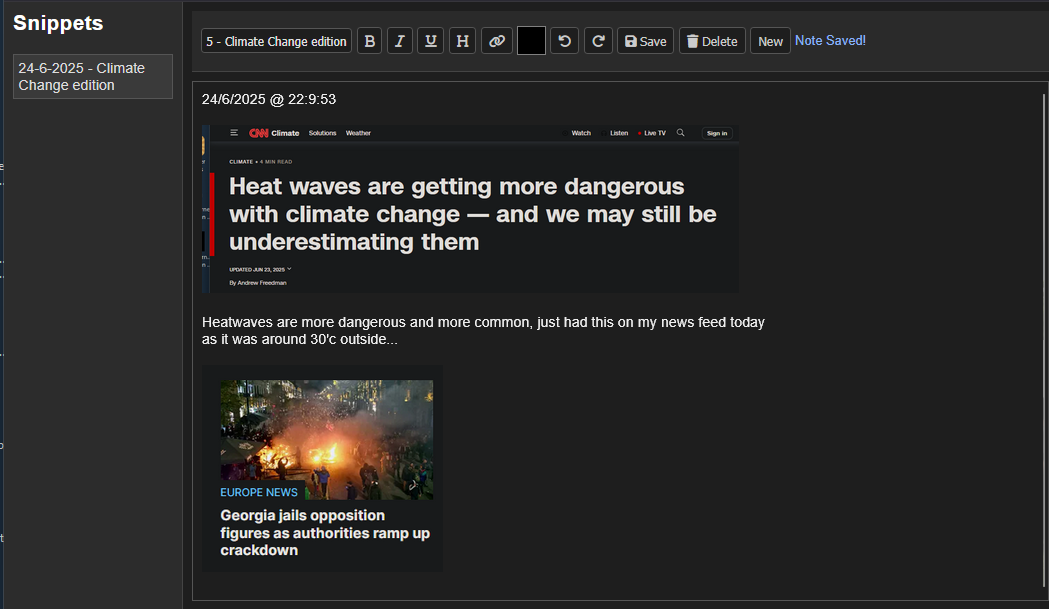 Snippets
24-6-2025 - Climate
Change edition
5 - Climate Change edition B I U H Save Delete New Note Saved!
24/6/2025 @ 22:9:53
CNN Climate Solutions Weather Watch Listen Live TV Sign in
CLIMATE • 4 MIN READ
Heat waves are getting more dangerous
with climate change — and we may still be
underestimating them
UPDATED JUN 23, 2025
By Andrew Freedman
Heatwaves are more dangerous and more common, just had this on my news feed today
as it was around 30'c outside...
EUROPE NEWS
Georgia jails opposition
figures as authorities ramp up
crackdown